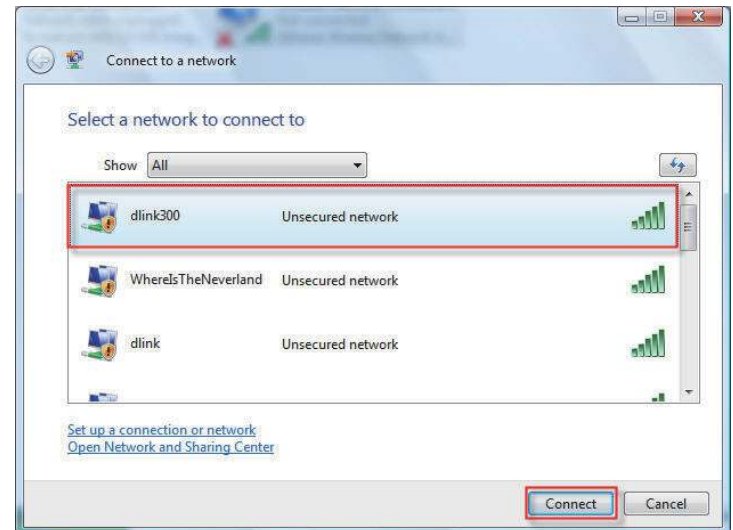 Connect to a network
Select a network to connect to
Show All
dlink300 Unsecured network
WhereIsTheNeverland Unsecured network
dlink Unsecured network
Set up a connection or network
Open Network and Sharing Center
Connect Cancel